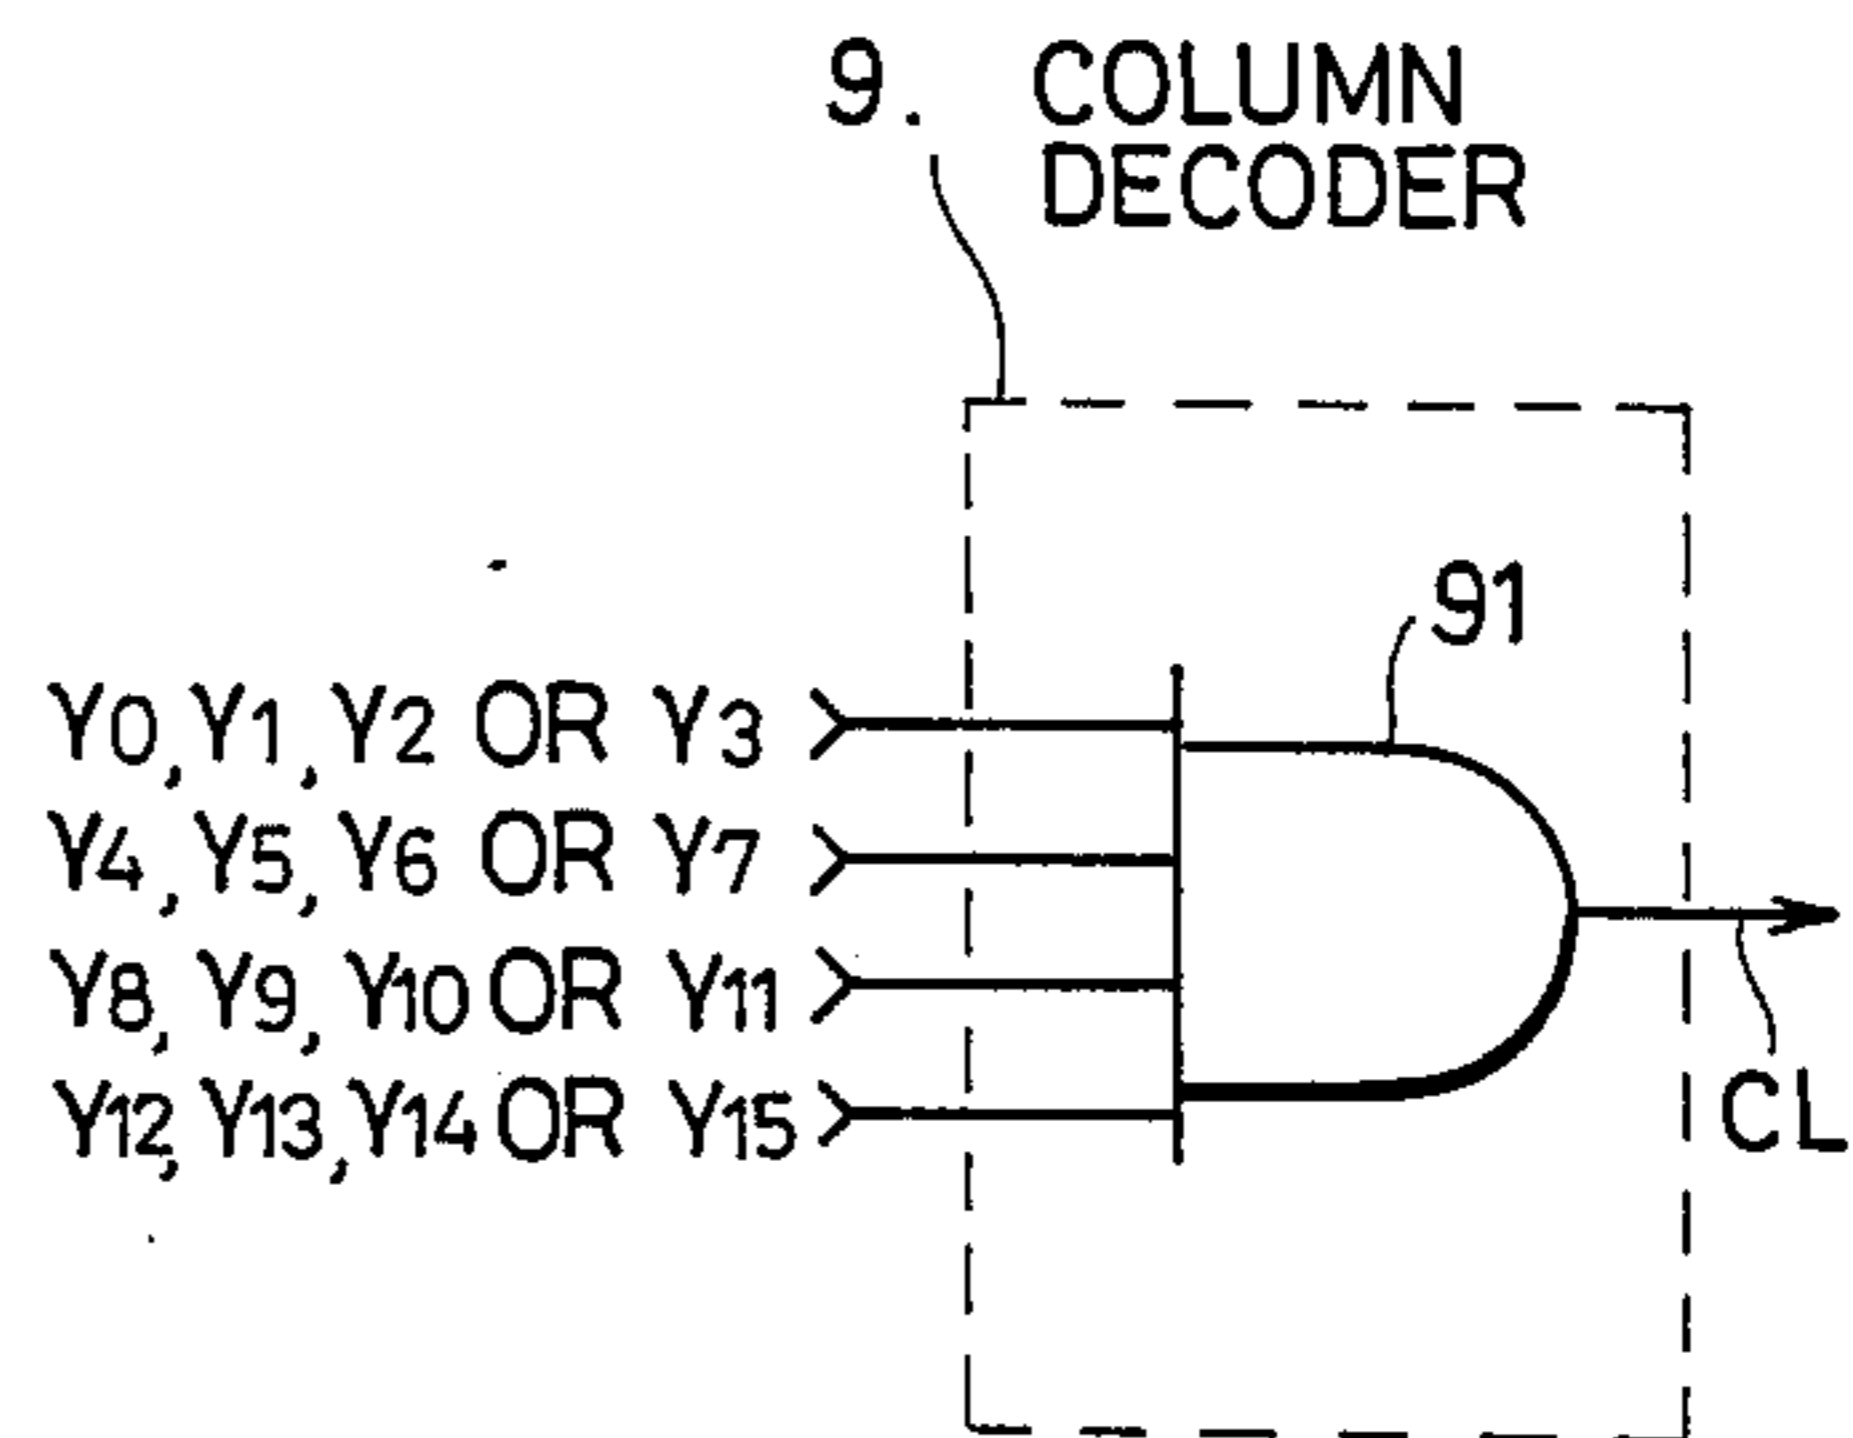 9. COLUMN
DECODER
91
Y0, Y1, Y2 OR Y3
Y4, Y5, Y6 OR Y7
Y8, Y9, Y10 OR Y11
Y12, Y13, Y14 OR Y15
CL